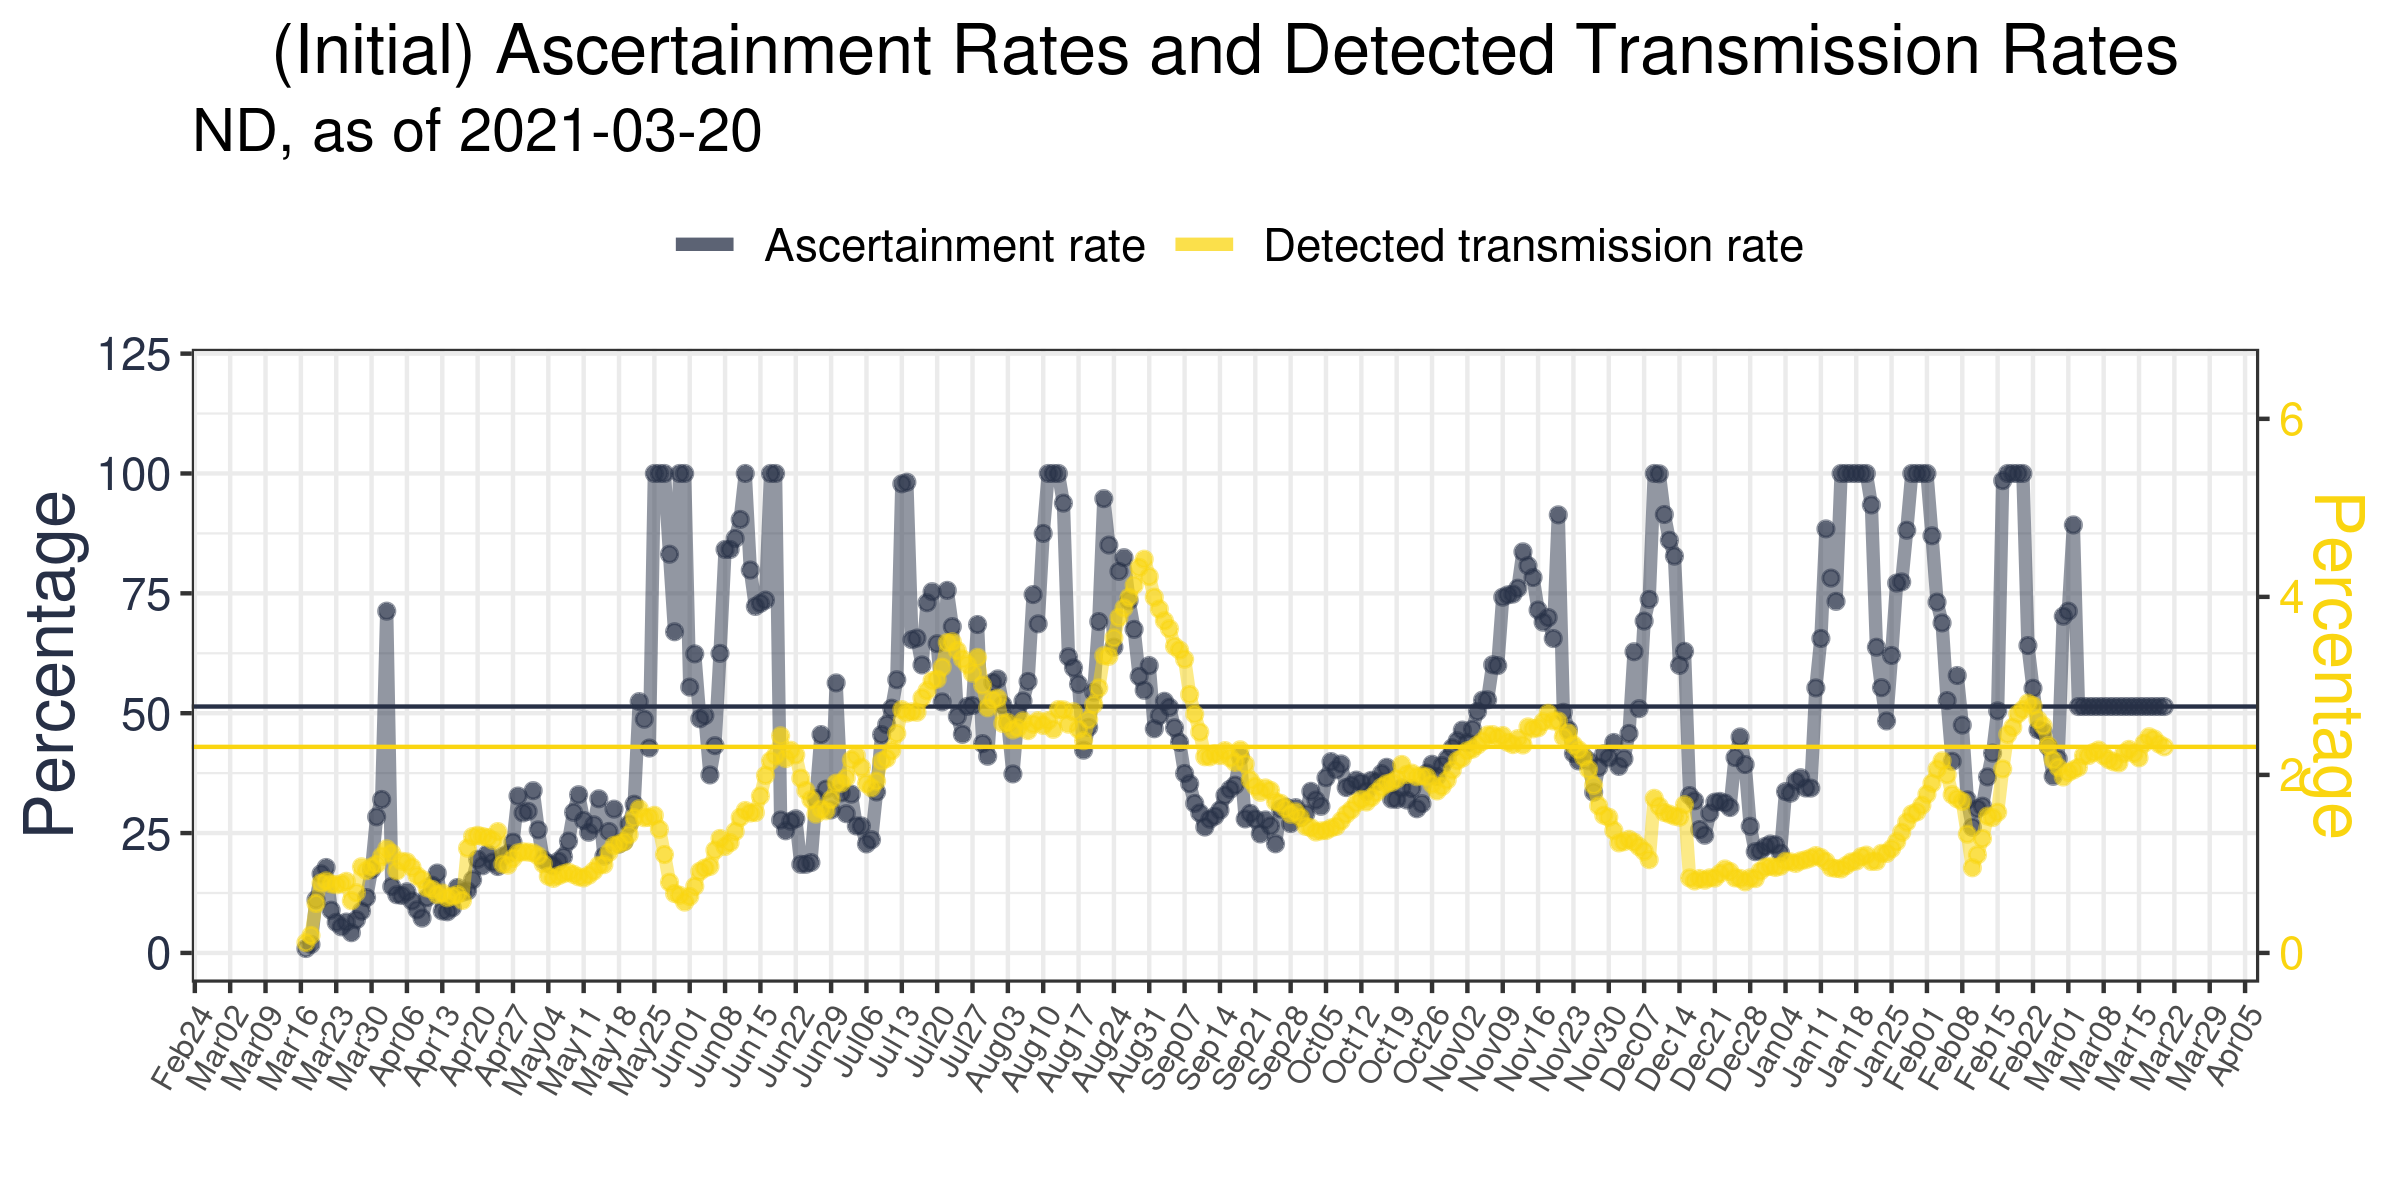 (Initial) Ascertainment Rates and Detected Transmission Rates
ND, as of 2021-03-20
Ascertainment rate Detected transmission rate
125
100
75
50
25
0
Percentage
6
4
2
0
Percentage
Feb24 Mar02 Mar09 Mar16 Mar23 Mar30 Apr06 Apr13 Apr20 Apr27 May04 May11 May18 May25 Jun01 Jun08 Jun15 Jun22 Jun29 Jul06 Jul13 Jul20 Jul27 Aug03 Aug10 Aug17 Aug24 Aug31 Sep07 Sep14 Sep21 Sep28 Oct05 Oct12 Oct19 Oct26 Nov02 Nov09 Nov16 Nov23 Nov30 Dec07 Dec14 Dec21 Dec28 Jan04 Jan11 Jan18 Jan25 Feb01 Feb08 Feb15 Feb22 Mar01 Mar08 Mar15 Mar22 Mar29 Apr05